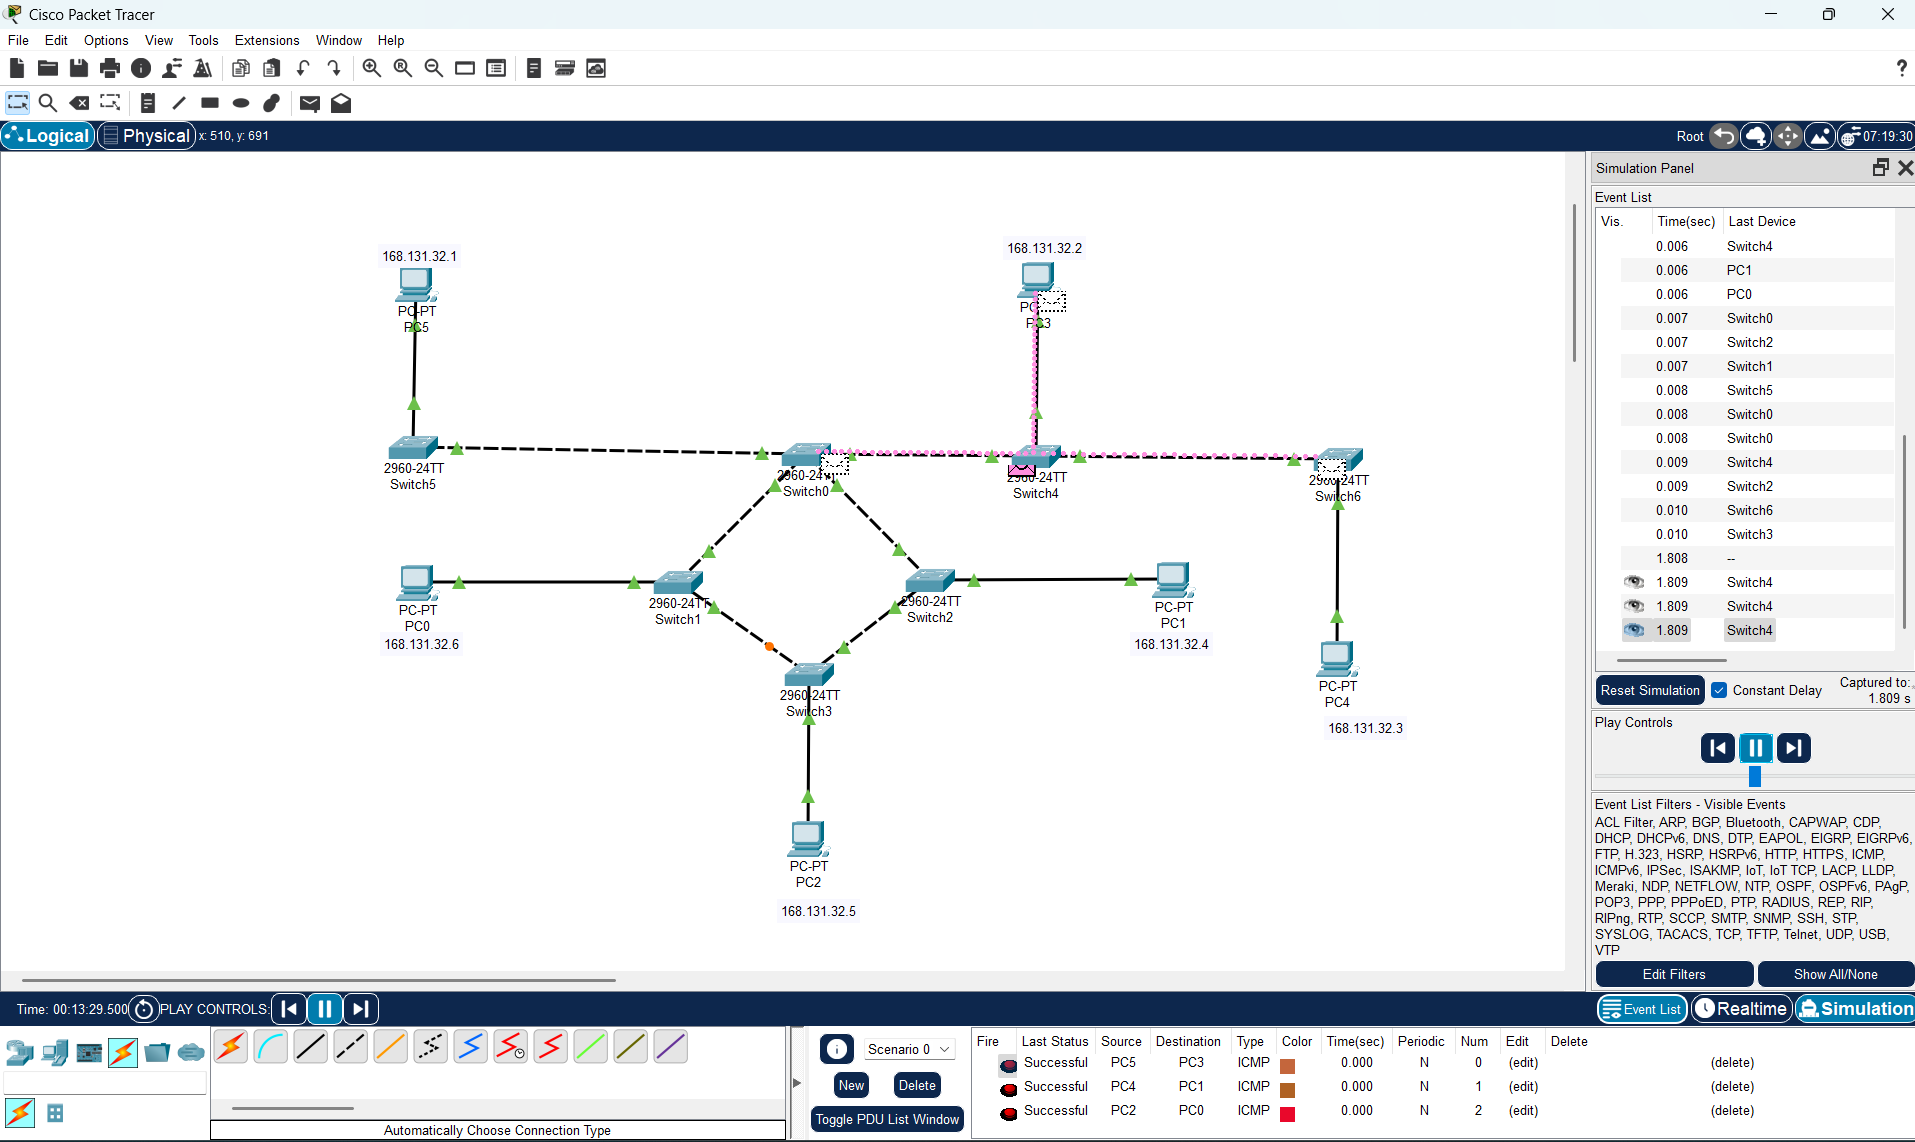 Cisco Packet Tracer
File Edit Options View Tools Extensions Window Help
Logical Physical x: 510, y: 691 Root 07:19:30
Simulation Panel
Event List
Vis. Time(sec) Last Device
0.006 Switch4
0.006 PC1
0.006 PC0
0.007 Switch0
0.007 Switch2
0.007 Switch1
0.008 Switch5
0.008 Switch0
0.008 Switch0
0.009 Switch4
0.009 Switch2
0.010 Switch6
0.010 Switch3
1.808 --
1.809 Switch4
1.809 Switch4
1.809 Switch4
Reset Simulation Constant Delay Captured to:
1.809 s
Play Controls
Event List Filters - Visible Events
ACL Filter, ARP, BGP, Bluetooth, CAPWAP, CDP,
DHCP, DHCPv6, DNS, DTP, EAPOL, EIGRP, EIGRPv6,
FTP, H.323, HSRP, HSRPv6, HTTP, HTTPS, ICMP,
ICMPv6, IPSec, ISAKMP, IoT, IoT TCP, LACP, LLDP,
Meraki, NDP, NETFLOW, NTP, OSPF, OSPFv6, PAgP,
POP3, PPP, PPPoED, PTP, RADIUS, REP, RIP,
RIPng, RTP, SCCP, SMTP, SNMP, SSH, STP,
SYSLOG, TACACS, TCP, TFTP, Telnet, UDP, USB,
VTP
Edit Filters Show All/None
168.131.32.1
PC-PT
PC5
168.131.32.2
PC3
2960-24TT
Switch5
2960-24TT
Switch0
2960-24TT
Switch4
2960-24TT
Switch6
PC-PT
PC0
168.131.32.6
2960-24TT
Switch1
2960-24TT
Switch2
PC-PT
PC1
168.131.32.4
2960-24TT
Switch3
PC-PT
PC4
168.131.32.3
PC-PT
PC2
168.131.32.5
Time: 00:13:29.500 PLAY CONTROLS: Event List Realtime Simulation
Automatically Choose Connection Type
Scenario 0
New Delete
Toggle PDU List Window
Fire Last Status Source Destination Type Color Time(sec) Periodic Num Edit Delete
Successful PC5 PC3 ICMP 0.000 N 0 (edit) (delete)
Successful PC4 PC1 ICMP 0.000 N 1 (edit) (delete)
Successful PC2 PC0 ICMP 0.000 N 2 (edit) (delete)